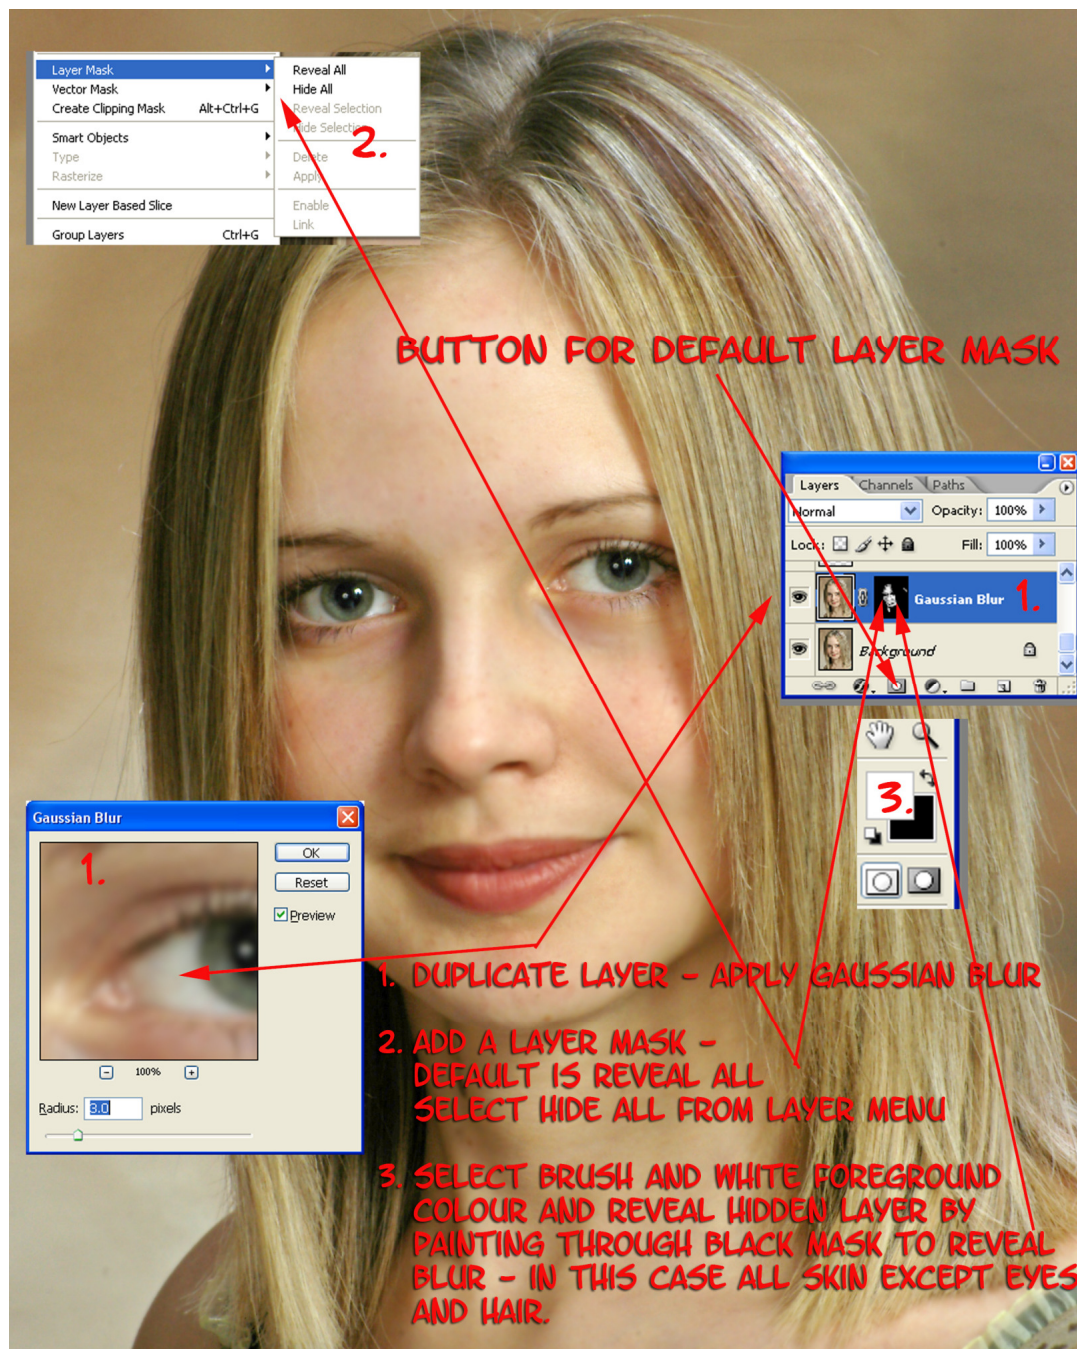 Layer Mask
Reveal All
Vector Mask
Hide All
Create Clipping Mask Alt+Ctrl+G
Reveal Selection
Smart Objects
Hide Selection
2.
Type
Delete
Rasterize
Apply
New Layer Based Slice
Enable
Link
Group Layers Ctrl+G
BUTTON FOR DEFAULT LAYER MASK
Layers Channels Paths
Normal Opacity: 100%
Lock: Fill: 100%
Gaussian Blur 1.
Background
3.
Gaussian Blur
1.
OK
Reset
Preview
100%
Radius: 3.0 pixels
1. DUPLICATE LAYER - APPLY GAUSSIAN BLUR
2. ADD A LAYER MASK -
DEFAULT IS REVEAL ALL
SELECT HIDE ALL FROM LAYER MENU
3. SELECT BRUSH AND WHITE FOREGROUND
COLOUR AND REVEAL HIDDEN LAYER BY
PAINTING THROUGH BLACK MASK TO REVEAL
BLUR - IN THIS CASE ALL SKIN EXCEPT EYES
AND HAIR.